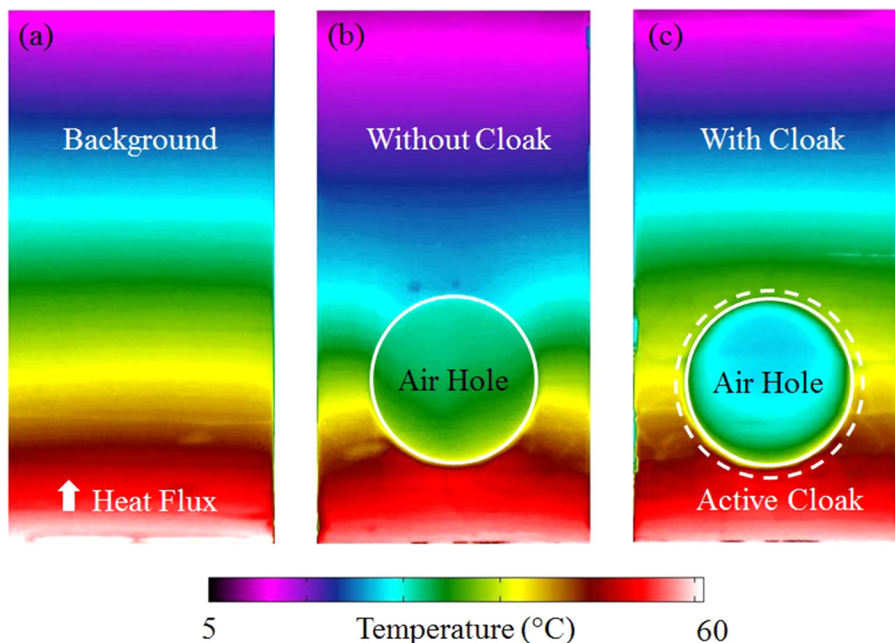 (a)
Background
Heat Flux
(b)
Without Cloak
Air Hole
(c)
With Cloak
Air Hole
Active Cloak
5 Temperature (°C) 60